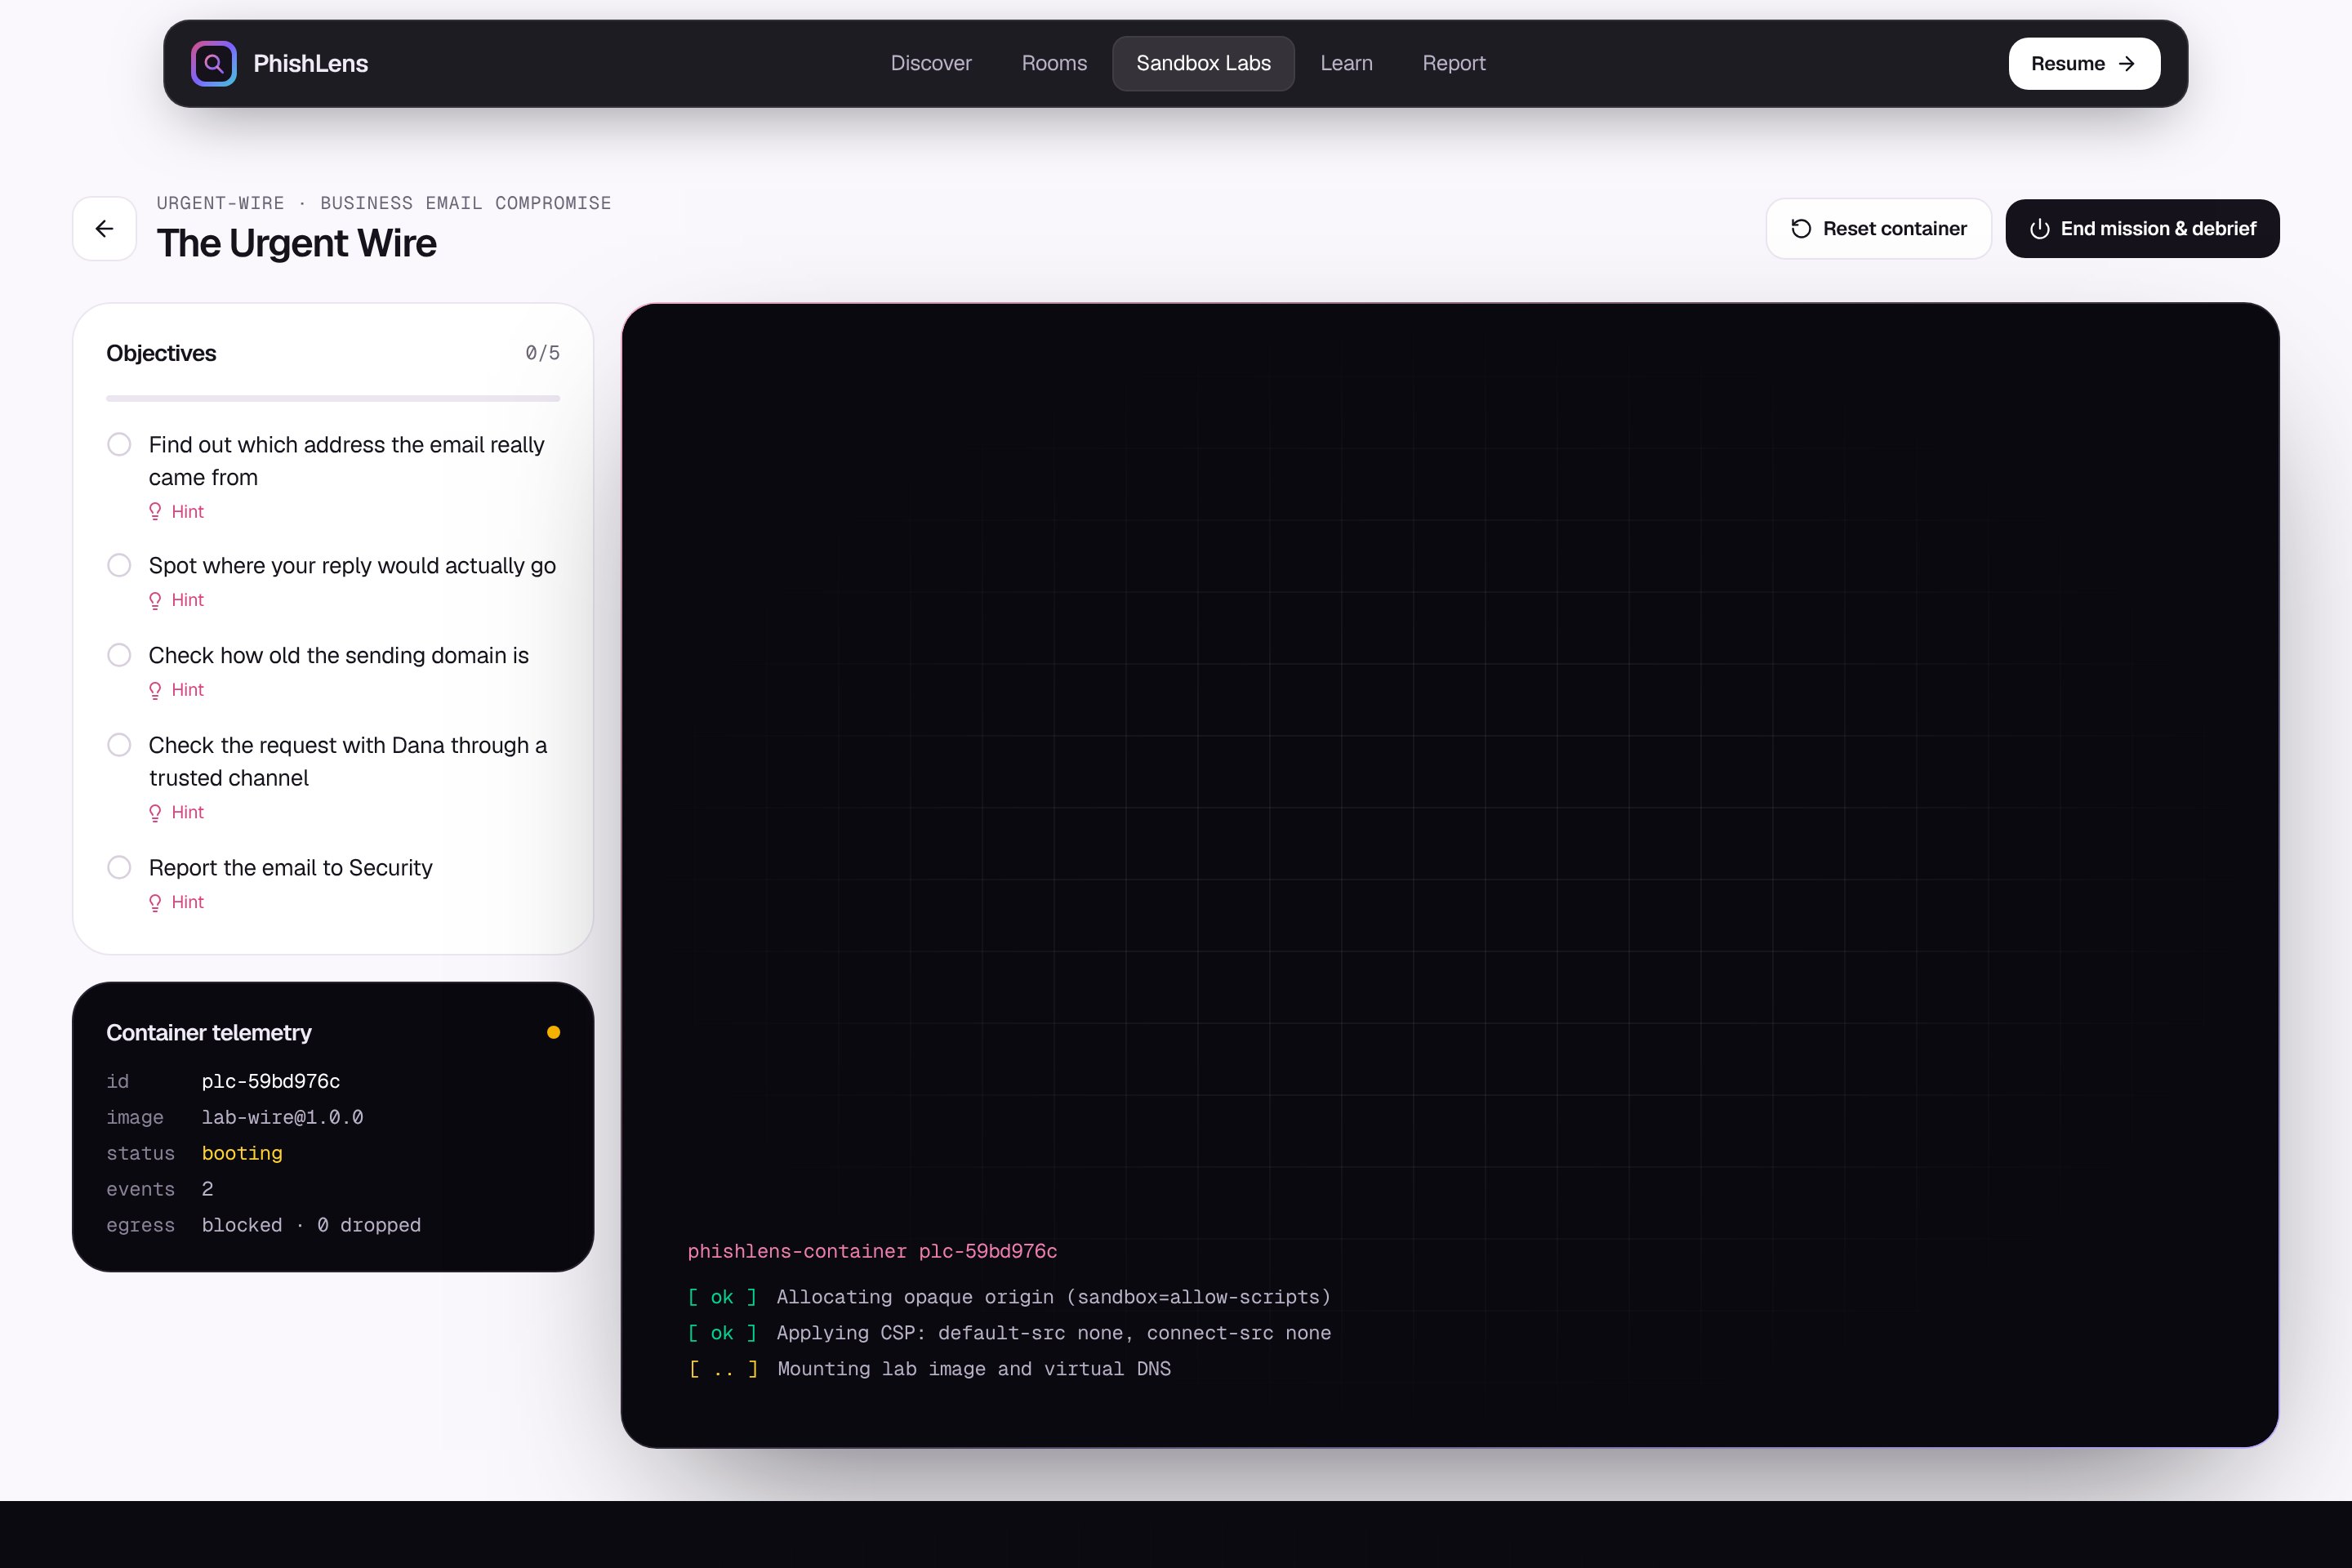 PhishLens
Discover
Rooms
Sandbox Labs
Learn
Report
Resume
URGENT-WIRE · BUSINESS EMAIL COMPROMISE
The Urgent Wire
Reset container
End mission & debrief
Objectives
0/5
Find out which address the email really
came from
Hint
Spot where your reply would actually go
Hint
Check how old the sending domain is
Hint
Check the request with Dana through a
trusted channel
Hint
Report the email to Security
Hint
Container telemetry
id plc-59bd976c
image lab-wire@1.0.0
status booting
events 2
egress blocked · 0 dropped
phishlens-container plc-59bd976c
[ ok ] Allocating opaque origin (sandbox=allow-scripts)
[ ok ] Applying CSP: default-src none, connect-src none
[ .. ] Mounting lab image and virtual DNS